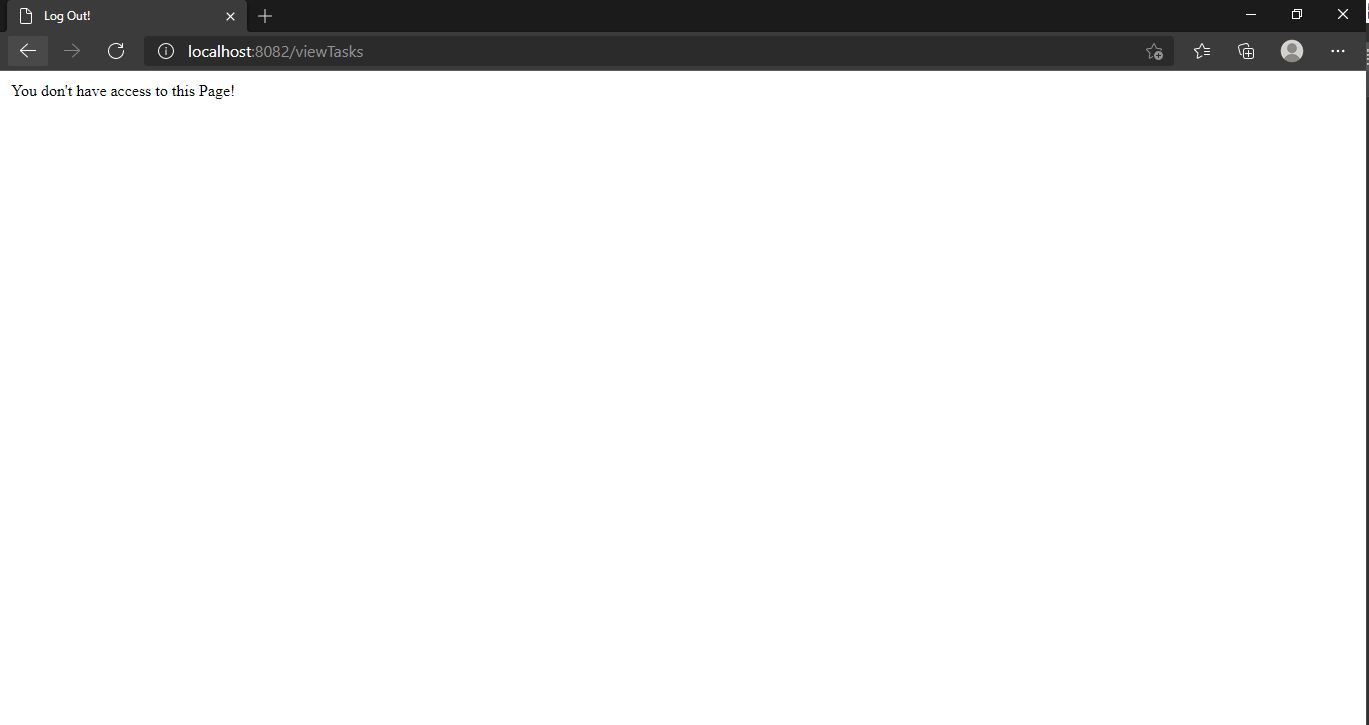 Log Out!
localhost:8082/viewTasks
You don't have access to this Page!